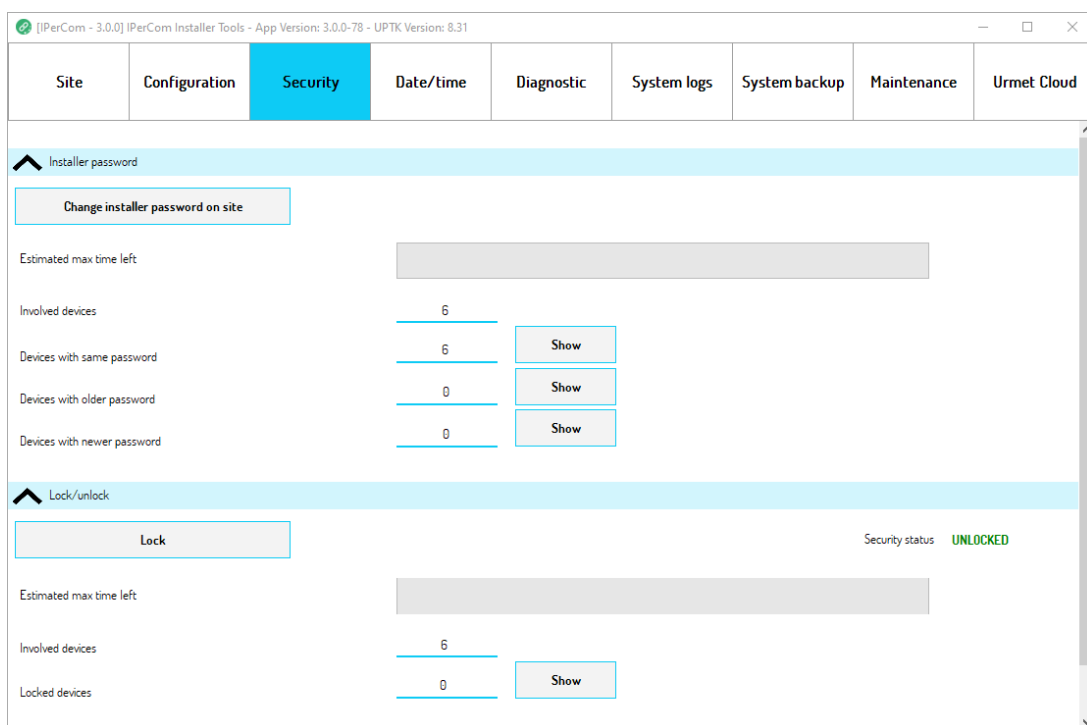 [IPerCom - 3.0.0] IPerCom Installer Tools - App Version: 3.0.0-78 - UPTK Version: 8.31
Site Configuration Security Date/time Diagnostic System logs System backup Maintenance Urmet Cloud
Installer password
Change installer password on site
Estimated max time left
Involved devices 6
Devices with same password 6 Show
Devices with older password 0 Show
Devices with newer password 0 Show
Lock/unlock
Lock Security status UNLOCKED
Estimated max time left
Involved devices 6
Locked devices 0 Show